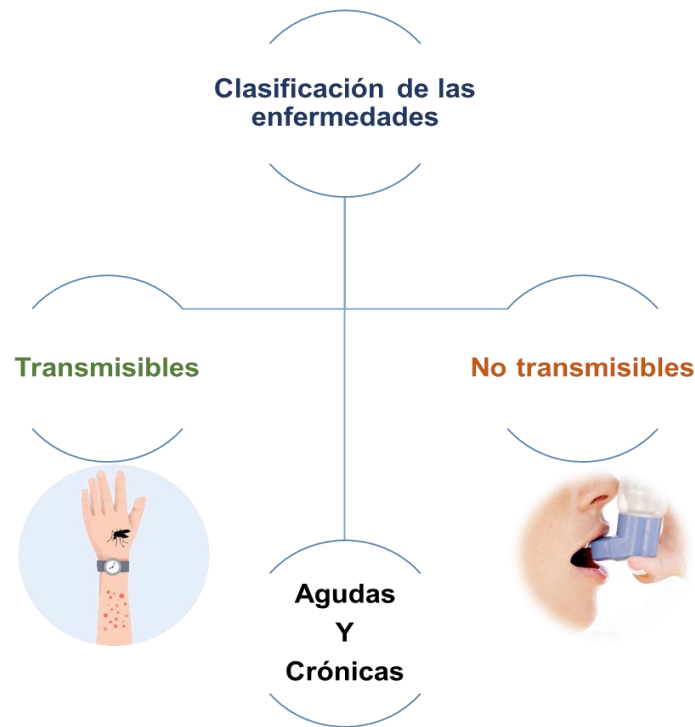 Clasificación de las
enfermedades
Transmisibles
No transmisibles
Agudas
Y
Crónicas